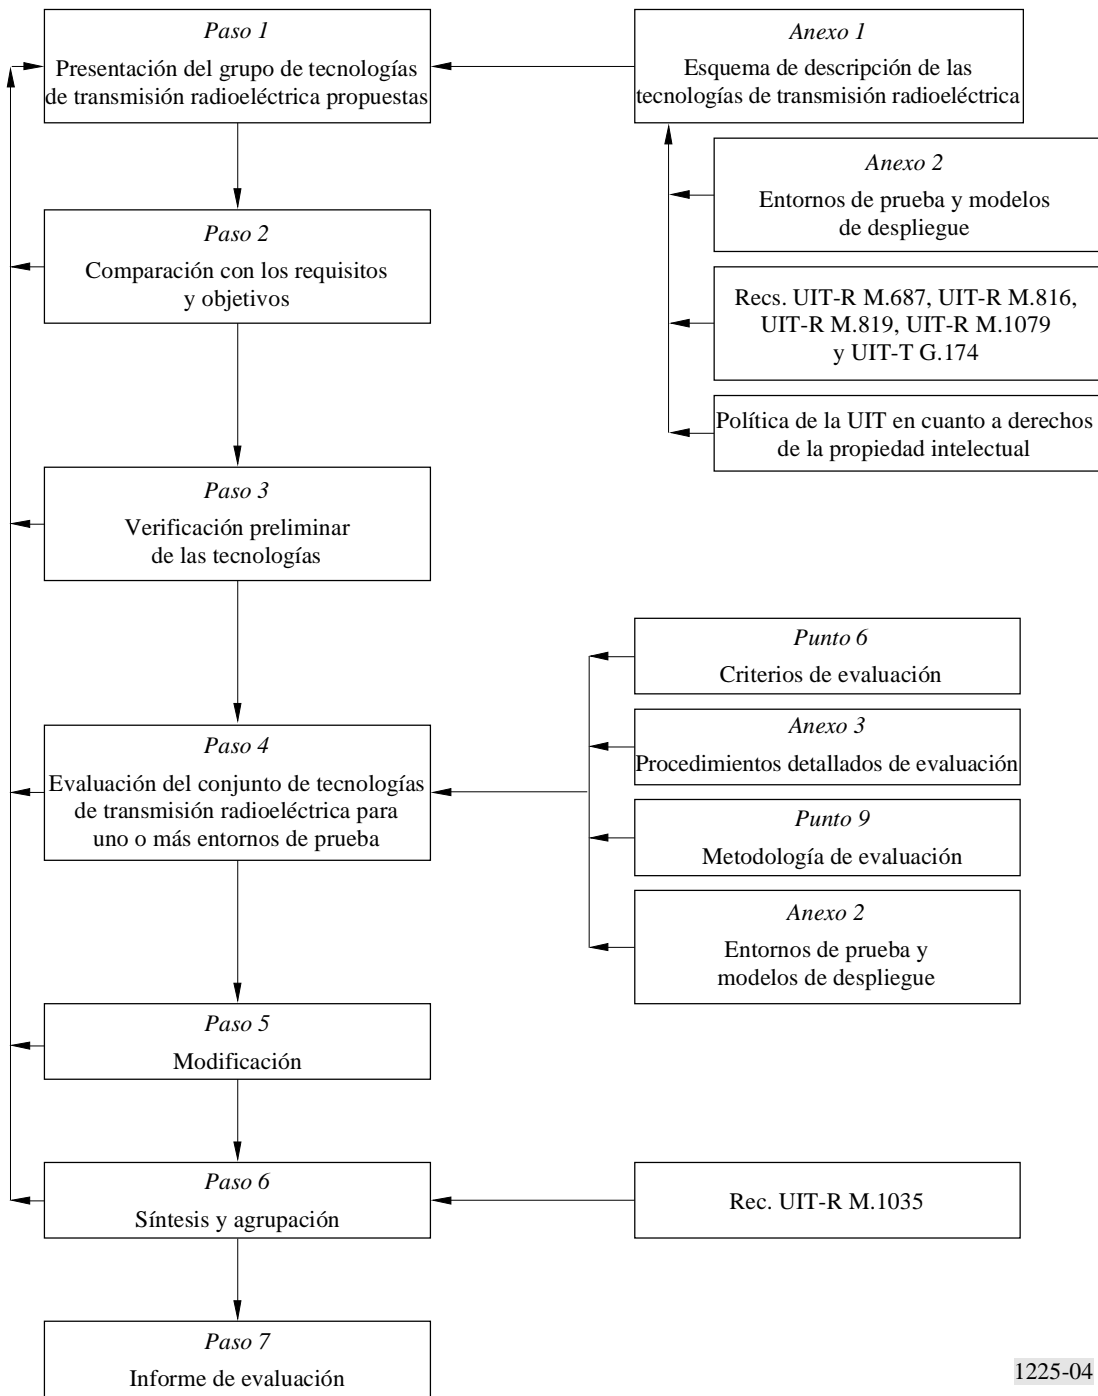 Paso 1
Presentación del grupo de tecnologías
de transmisión radioeléctrica propuestas
Anexo 1
Esquema de descripción de las
tecnologías de transmisión radioeléctrica
Anexo 2
Entornos de prueba y modelos
de despliegue
Paso 2
Comparación con los requisitos
y objetivos
Recs. UIT-R M.687, UIT-R M.816,
UIT-R M.819, UIT-R M.1079
y UIT-T G.174
Política de la UIT en cuanto a derechos
de la propiedad intelectual
Paso 3
Verificación preliminar
de las tecnologías
Punto 6
Criterios de evaluación
Anexo 3
Procedimientos detallados de evaluación
Paso 4
Evaluación del conjunto de tecnologías
de transmisión radioeléctrica para
uno o más entornos de prueba
Punto 9
Metodología de evaluación
Anexo 2
Entornos de prueba y
modelos de despliegue
Paso 5
Modificación
Paso 6
Síntesis y agrupación
Rec. UIT-R M.1035
Paso 7
Informe de evaluación
1225-04